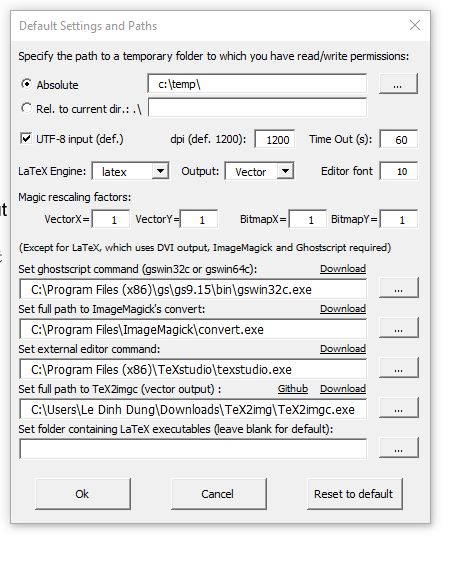 Default Settings and Paths
Specify the path to a temporary folder to which you have read/write permissions:
Absolute c:\temp\ ...
Rel. to current dir.: .\
UTF-8 input (def.) dpi (def. 1200): 1200 Time Out (s): 60
LaTeX Engine: latex Output: Vector Editor font 10
Magic rescaling factors:
VectorX= 1 VectorY= 1 BitmapX= 1 BitmapY= 1
(Except for LaTeX, which uses DVI output, ImageMagick and Ghostscript required)
Set ghostscript command (gswin32c or gswin64c): Download
C:\Program Files (x86)\gs\gs9.15\bin\gswin32c.exe ...
Set full path to ImageMagick's convert: Download
C:\Program Files\ImageMagick\convert.exe ...
Set external editor command: Download
C:\Program Files (x86)\TeXstudio\texstudio.exe ...
Set full path to TeX2imgc (vector output) : Github Download
C:\Users\Le Dinh Dung\Downloads\TeX2img\TeX2imgc.exe ...
Set folder containing LaTeX executables (leave blank for default):
...
Ok Cancel Reset to default